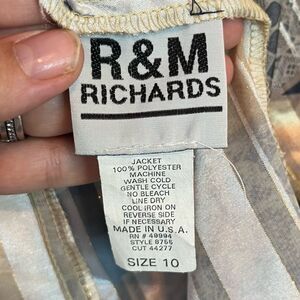 R&M
RICHARDS
JACKET
100% POLYESTER
MACHINE
WASH COLD
GENTLE CYCLE
NO BLEACH
LINE DRY
COOL IRON ON
REVERSE SIDE
IF NECESSARY
MADE IN U.S.A.
RN # 49994
STYLE 8766
CUT 44277
SIZE 10